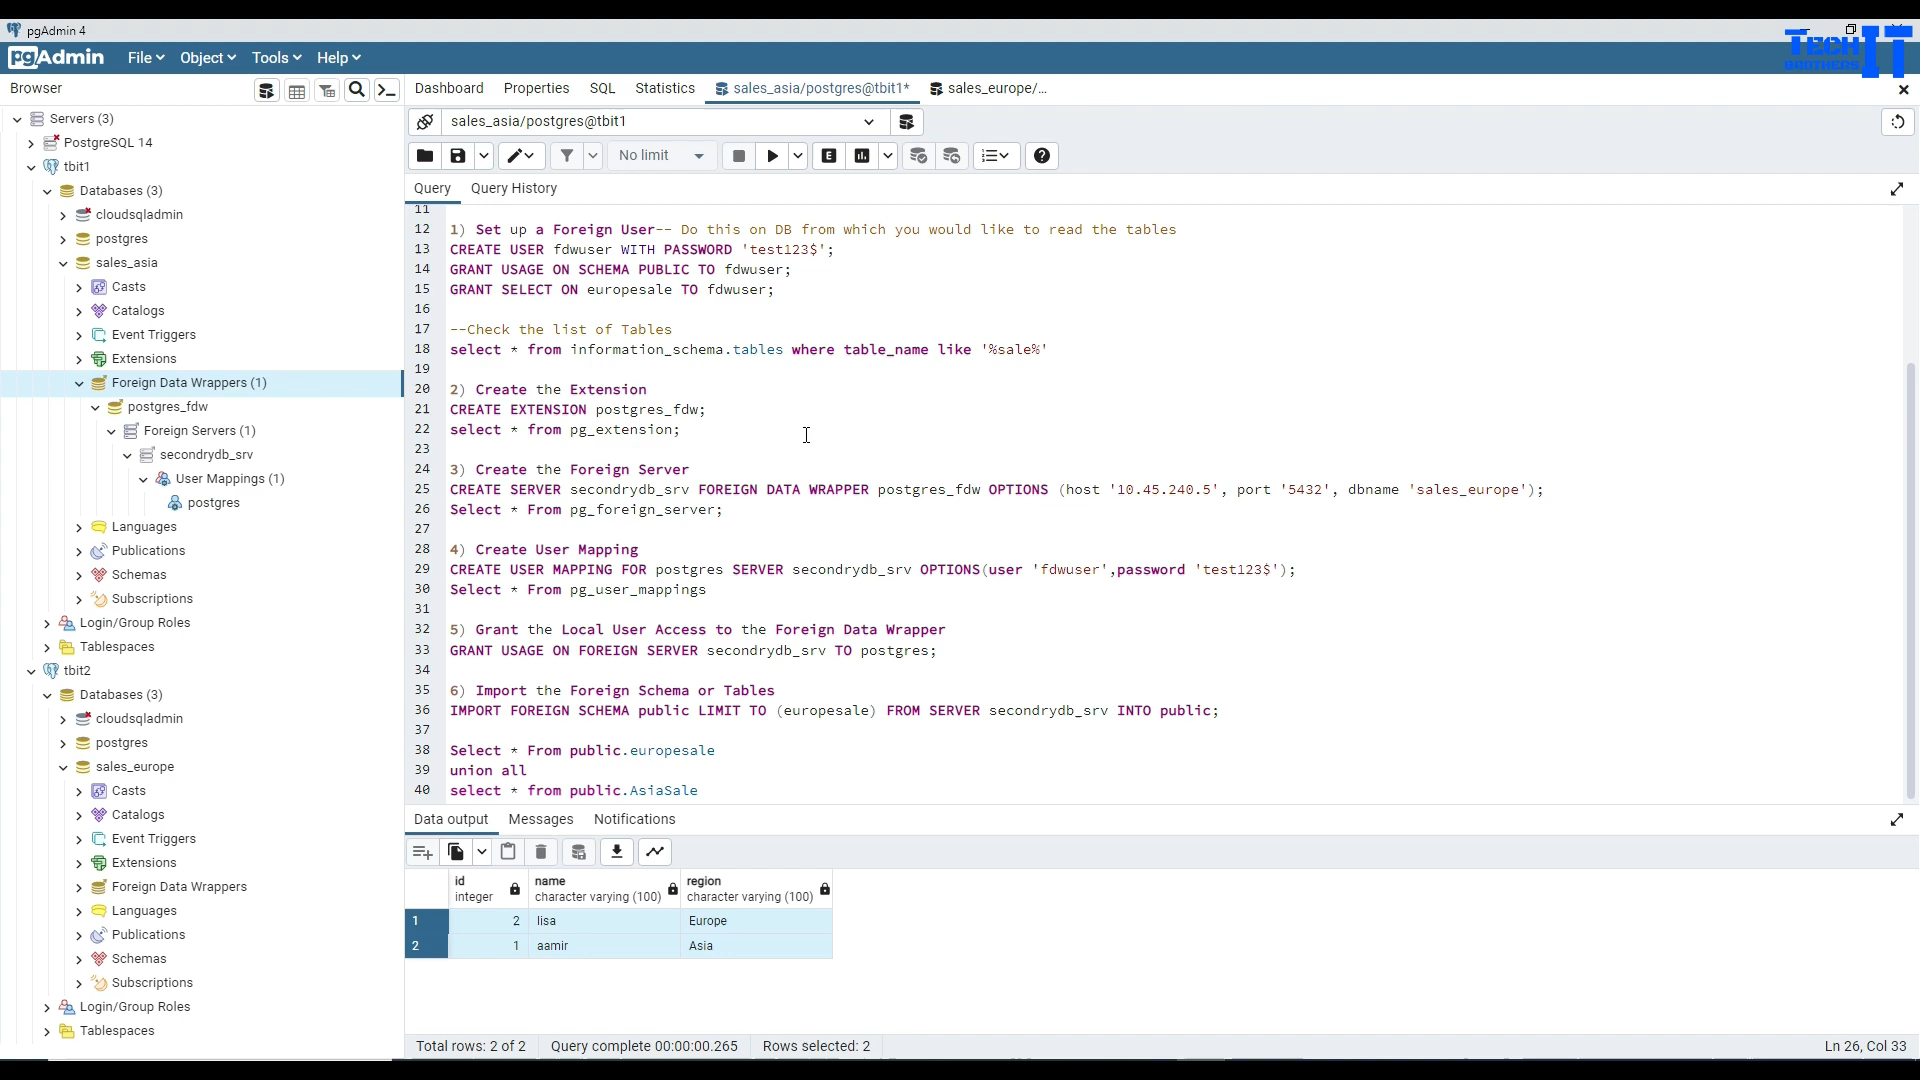 pgAdmin 4
TECH IT
BROTHERS
pgAdmin File Object Tools Help
Browser
Dashboard Properties SQL Statistics sales_asia/postgres@tbit1* sales_europe/...
Servers (3)
PostgreSQL 14
tbit1
Databases (3)
cloudsqladmin
postgres
sales_asia
Casts
Catalogs
Event Triggers
Extensions
Foreign Data Wrappers (1)
postgres_fdw
Foreign Servers (1)
secondrydb_srv
User Mappings (1)
postgres
Languages
Publications
Schemas
Subscriptions
Login/Group Roles
Tablespaces
tbit2
Databases (3)
cloudsqladmin
postgres
sales_europe
Casts
Catalogs
Event Triggers
Extensions
Foreign Data Wrappers
Languages
Publications
Schemas
Subscriptions
Login/Group Roles
Tablespaces
sales_asia/postgres@tbit1
No limit
Query Query History
11
12 1) Set up a Foreign User-- Do this on DB from which you would like to read the tables
13 CREATE USER fdwuser WITH PASSWORD 'test123$';
14 GRANT USAGE ON SCHEMA PUBLIC TO fdwuser;
15 GRANT SELECT ON europesale TO fdwuser;
16
17 --Check the list of Tables
18 select * from information_schema.tables where table_name like '%sale%'
19
20 2) Create the Extension
21 CREATE EXTENSION postgres_fdw;
22 select * from pg_extension;
23
24 3) Create the Foreign Server
25 CREATE SERVER secondrydb_srv FOREIGN DATA WRAPPER postgres_fdw OPTIONS (host '10.45.240.5', port '5432', dbname 'sales_europe');
26 Select * From pg_foreign_server;
27
28 4) Create User Mapping
29 CREATE USER MAPPING FOR postgres SERVER secondrydb_srv OPTIONS(user 'fdwuser',password 'test123$');
30 Select * From pg_user_mappings
31
32 5) Grant the Local User Access to the Foreign Data Wrapper
33 GRANT USAGE ON FOREIGN SERVER secondrydb_srv TO postgres;
34
35 6) Import the Foreign Schema or Tables
36 IMPORT FOREIGN SCHEMA public LIMIT TO (europesale) FROM SERVER secondrydb_srv INTO public;
37
38 Select * From public.europesale
39 union all
40 select * from public.AsiaSale
Data output Messages Notifications
id name region
integer character varying (100) character varying (100)
1 2 lisa Europe
2 1 aamir Asia
Total rows: 2 of 2 Query complete 00:00:00.265 Rows selected: 2 Ln 26, Col 33